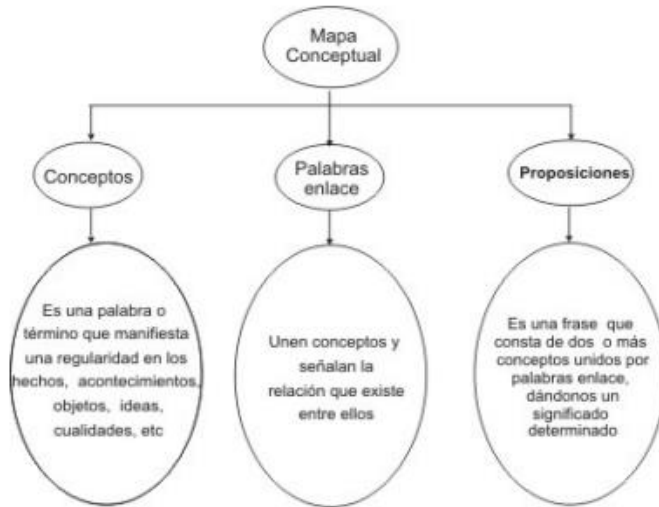 Mapa
Conceptual
Conceptos
Palabras
enlace
Proposiciones
Es una palabra o
término que manifiesta
una regularidad en los
hechos, acontecimientos,
objetos, ideas,
cualidades, etc
Unen conceptos y
señalan la
relación que existe
entre ellos
Es una frase que
consta de dos o más
conceptos unidos por
palabras enlace,
dándonos un
significado
determinado